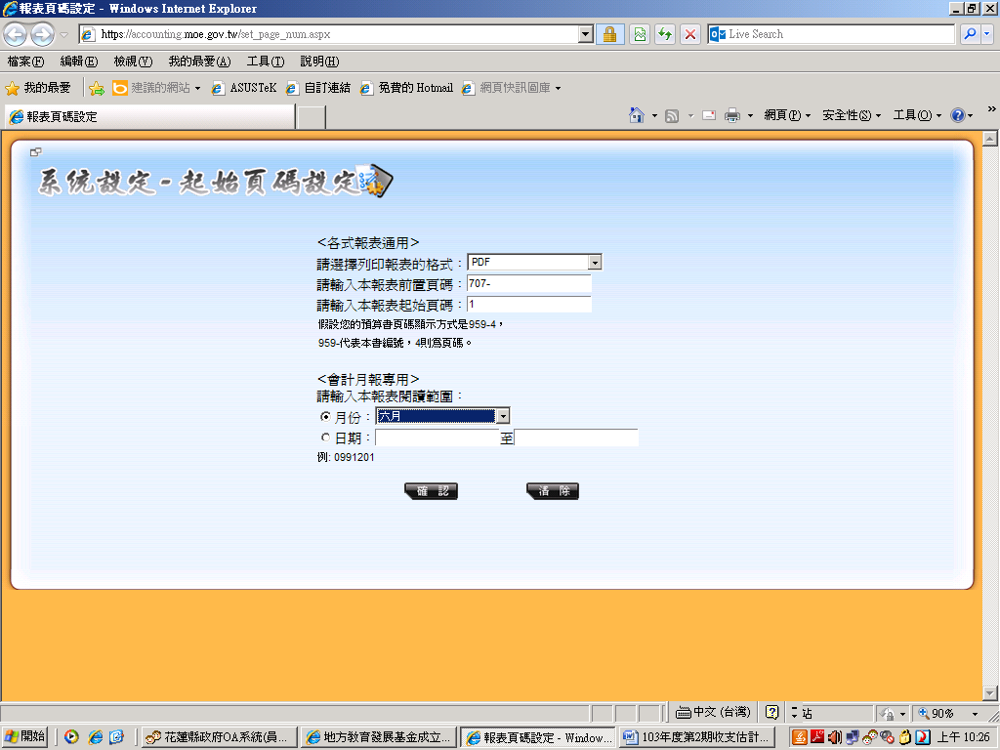 報表頁碼設定 - Windows Internet Explorer
https://accounting.moe.gov.tw/set_page_num.aspx
Live Search
檔案(F) 編輯(E) 檢視(V) 我的最愛(A) 工具(T) 說明(H)
我的最愛 建議的網站 ASUSTeK 自訂連結 免費的 Hotmail 網頁快訊圖庫
報表頁碼設定
網頁(P) 安全性(S) 工具(O)
系統設定-起始頁碼設定
<各式報表通用>
請選擇列印報表的格式： PDF
請輸入本報表前置頁碼： 707-
請輸入本報表起始頁碼： 1
假設您的預算書頁碼顯示方式是959-4，
959-代表本書編號，4則為頁碼。
<會計月報專用>
請輸入本報表閱讀範圍：
月份： 六月
日期： 至
例: 0991201
確 認 清 除
中文 (台灣) 90%
開始 花蓮縣政府OA系統(員... 地方教育發展基金成立... 報表頁碼設定 - Window... 103年度第2期收支估計... 上午 10:26